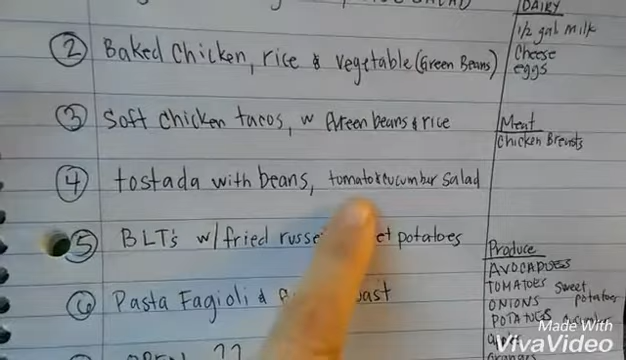 SALAD
② Baked Chicken, rice & vegetable (Green Beans)
③ Soft chicken tacos, w Green beans & rice
④ tostada with beans, tomato & cucumber Salad
⑤ BLT's w/ fried potatoes
⑥ Pasta Fagioli &
??
DAIRY
1/2 gal milk
Cheese
eggs
Meat
Chicken Breasts
Produce
AVOCADOES
TOMATOES Sweet
ONIONS potatoes
POTATOES
Made With
VivaVideo